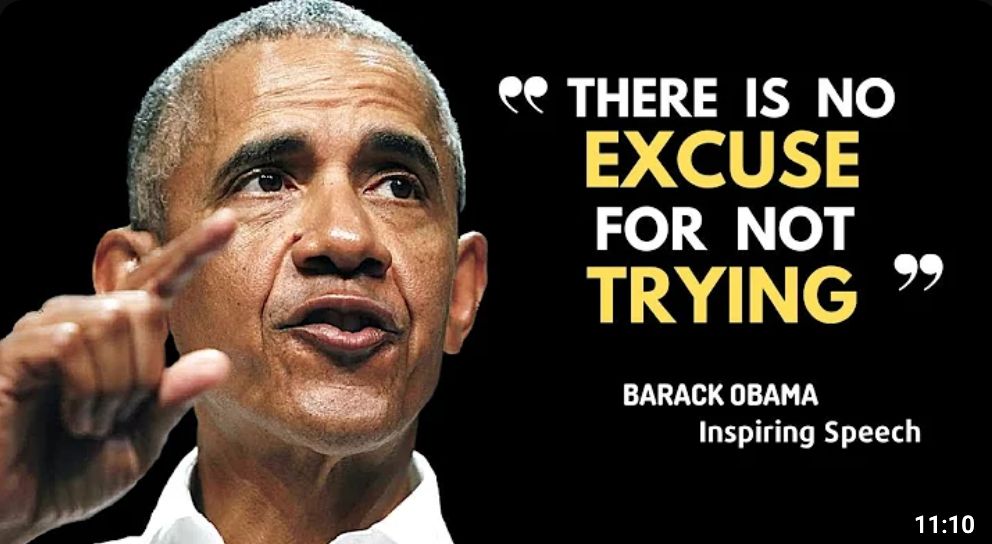 “ THERE IS NO
EXCUSE
FOR NOT
TRYING ”
BARACK OBAMA
Inspiring Speech
11:10